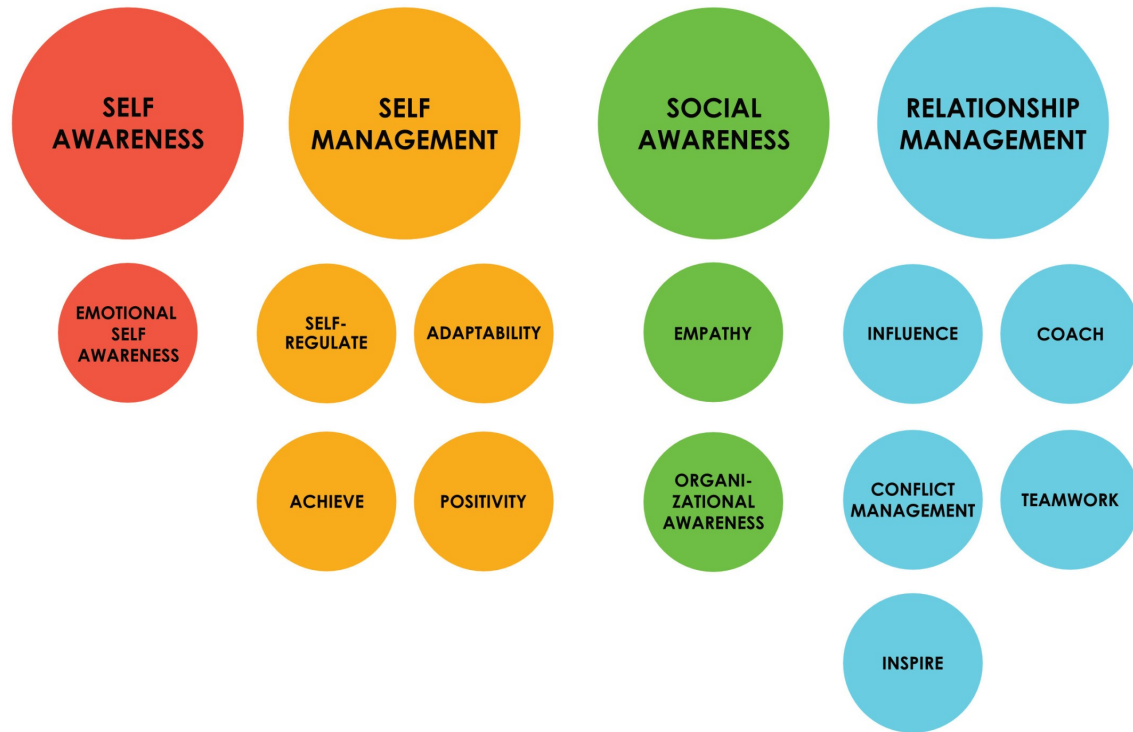 SELF
AWARENESS
SELF
MANAGEMENT
SOCIAL
AWARENESS
RELATIONSHIP
MANAGEMENT
EMOTIONAL
SELF
AWARENESS
SELF-
REGULATE
ADAPTABILITY
EMPATHY
INFLUENCE
COACH
ACHIEVE
POSITIVITY
ORGANI-
ZATIONAL
AWARENESS
CONFLICT
MANAGEMENT
TEAMWORK
INSPIRE